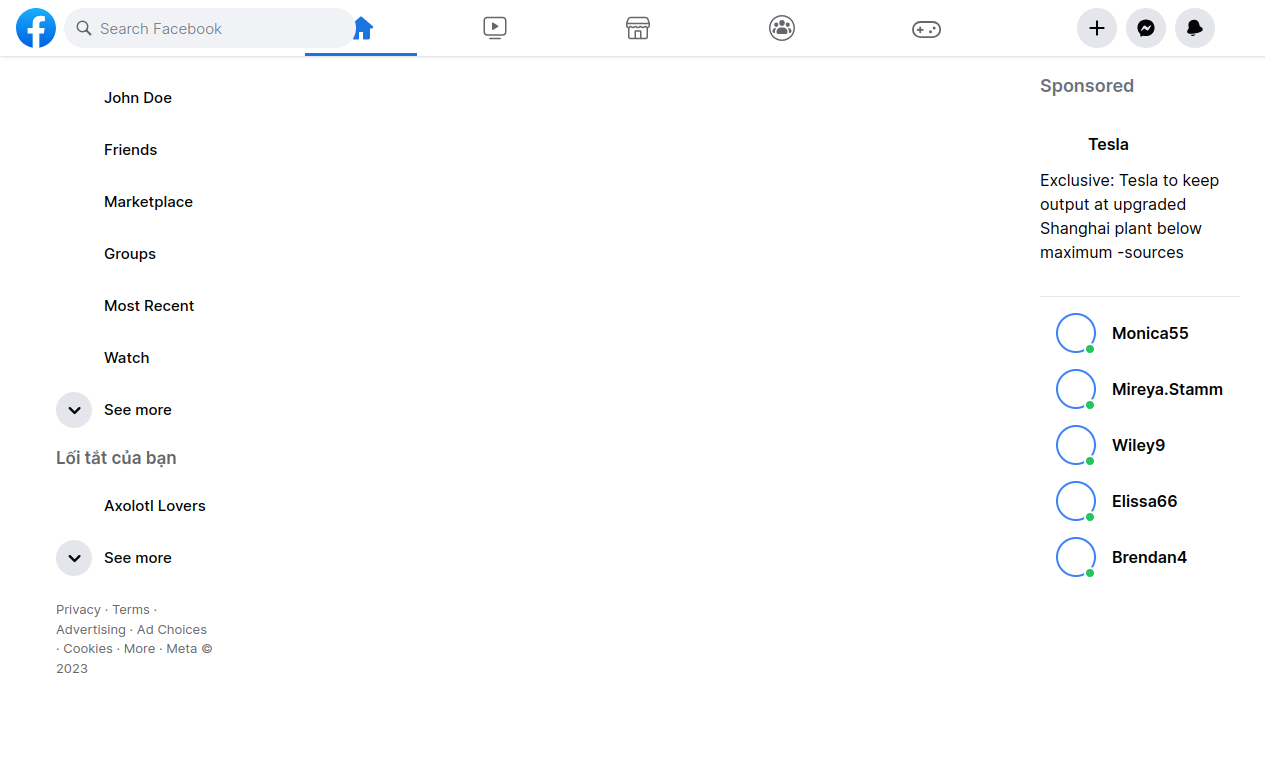 Search Facebook
John Doe
Friends
Marketplace
Groups
Most Recent
Watch
See more
Lối tắt của bạn
Axolotl Lovers
See more
Privacy · Terms ·
Advertising · Ad Choices
· Cookies · More · Meta ©
2023
Sponsored
Tesla
Exclusive: Tesla to keep
output at upgraded
Shanghai plant below
maximum -sources
Monica55
Mireya.Stamm
Wiley9
Elissa66
Brendan4